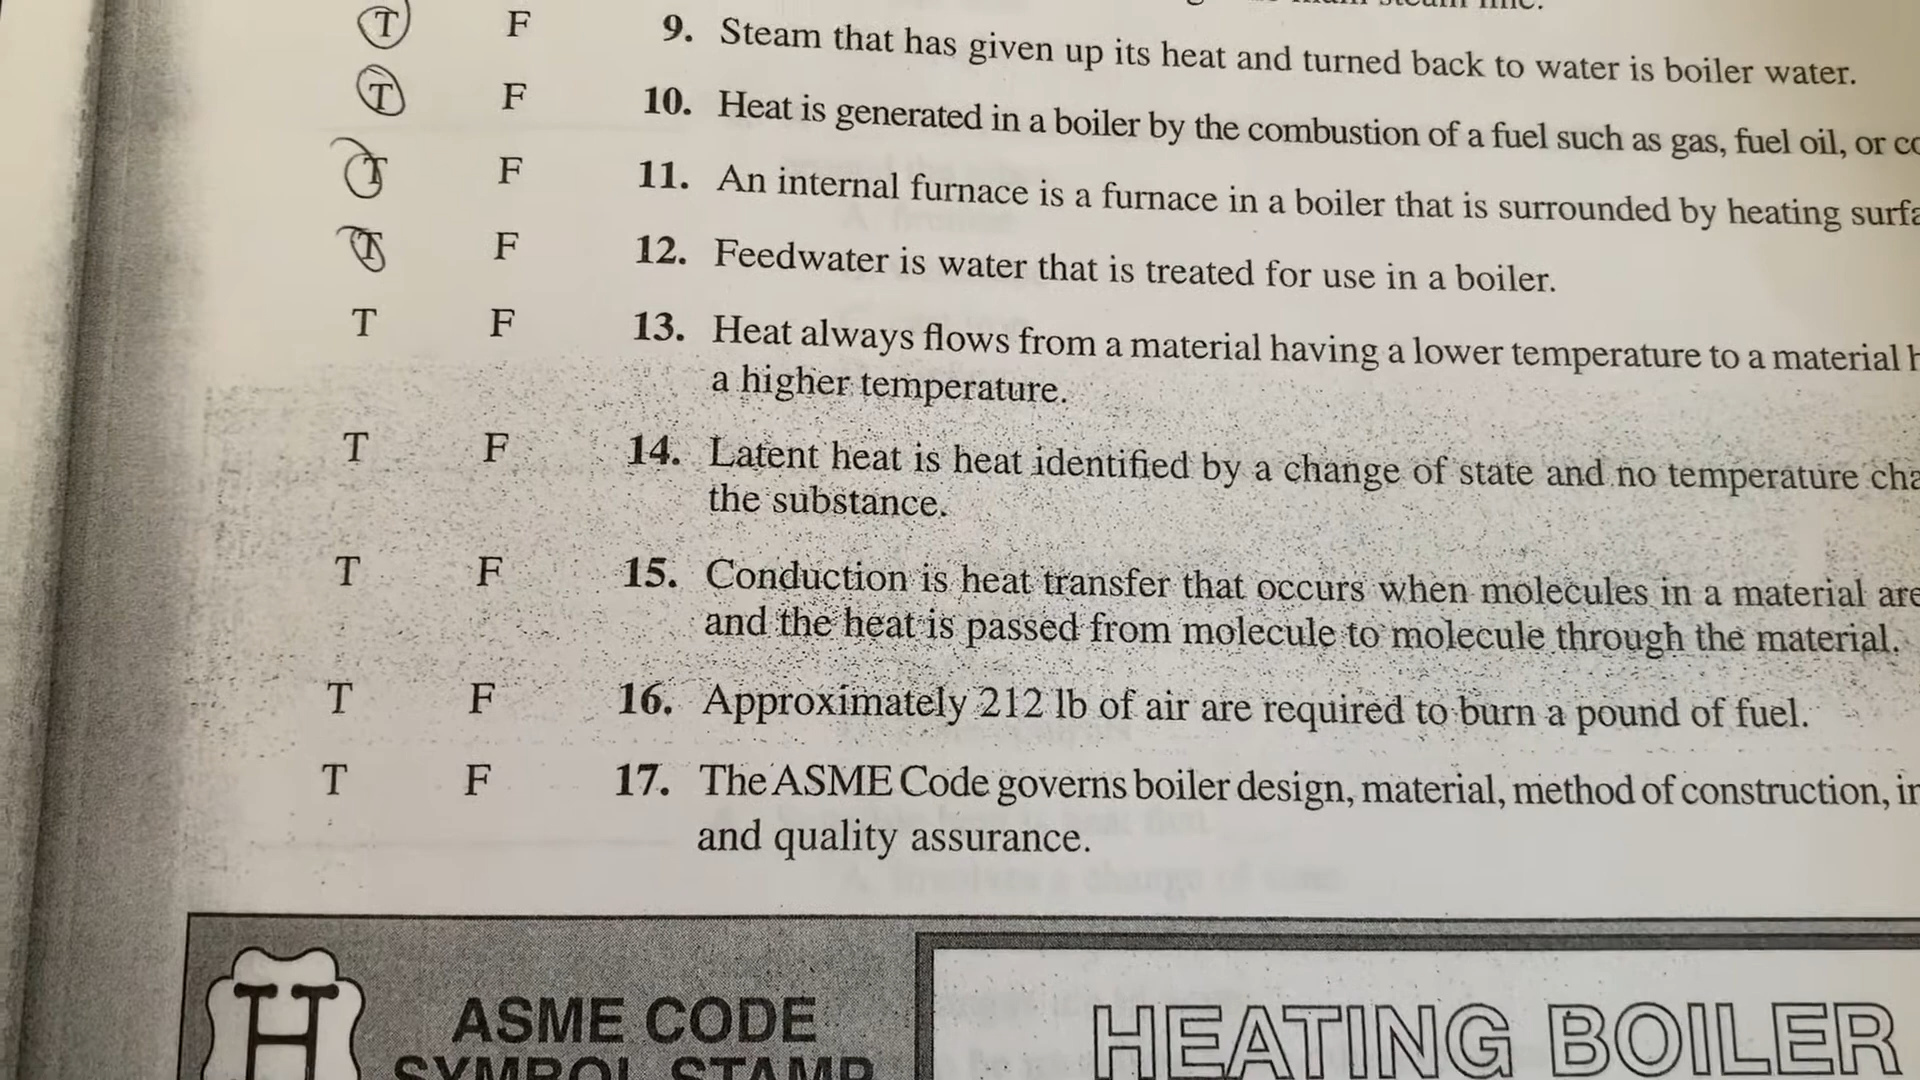 T F 9. Steam that has given up its heat and turned back to water is boiler water.
T F 10. Heat is generated in a boiler by the combustion of a fuel such as gas, fuel oil, or
T F 11. An internal furnace is a furnace in a boiler that is surrounded by heating
T F 12. Feedwater is water that is treated for use in a boiler.
T F 13. Heat always flows from a material having a lower temperature to a material
a higher temperature.
T F 14. Latent heat is heat identified by a change of state and no temperature
the substance.
T F 15. Conduction is heat transfer that occurs when molecules in a material are
and the heat is passed from molecule to molecule through the material.
T F 16. Approximately 212 lb of air are required to burn a pound of fuel.
T F 17. The ASME Code governs boiler design, material, method of construction,
and quality assurance.
H
ASME CODE
SYMBOL STAMP
HEATING BOILER